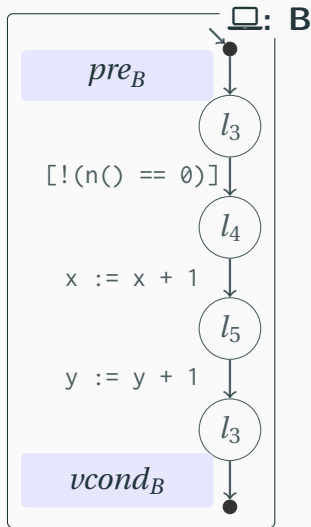 : B
pre_B
l_3
[!(n() == 0)]
l_4
x := x + 1
l_5
y := y + 1
l_3
vcond_B